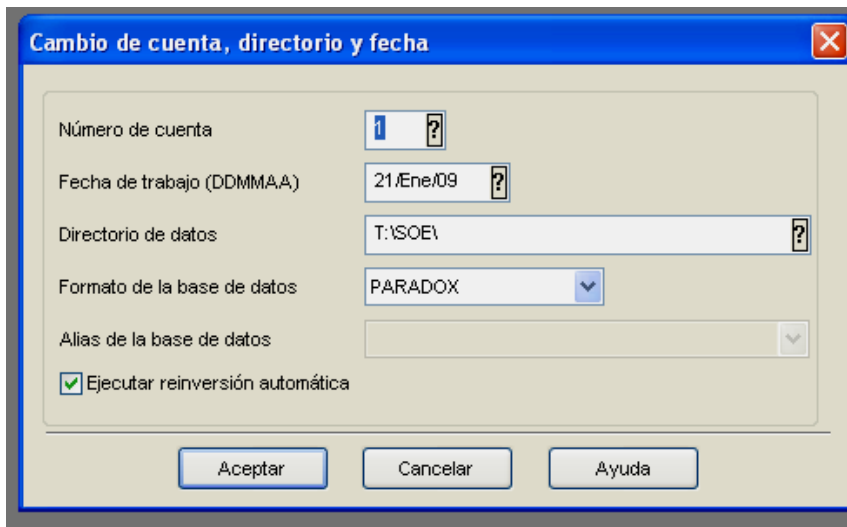 Cambio de cuenta, directorio y fecha
Número de cuenta 1 ?
Fecha de trabajo (DDMMAA) 21/Ene/09 ?
Directorio de datos T:\SOE\ ?
Formato de la base de datos PARADOX
Alias de la base de datos
Ejecutar reinversión automática
Aceptar Cancelar Ayuda